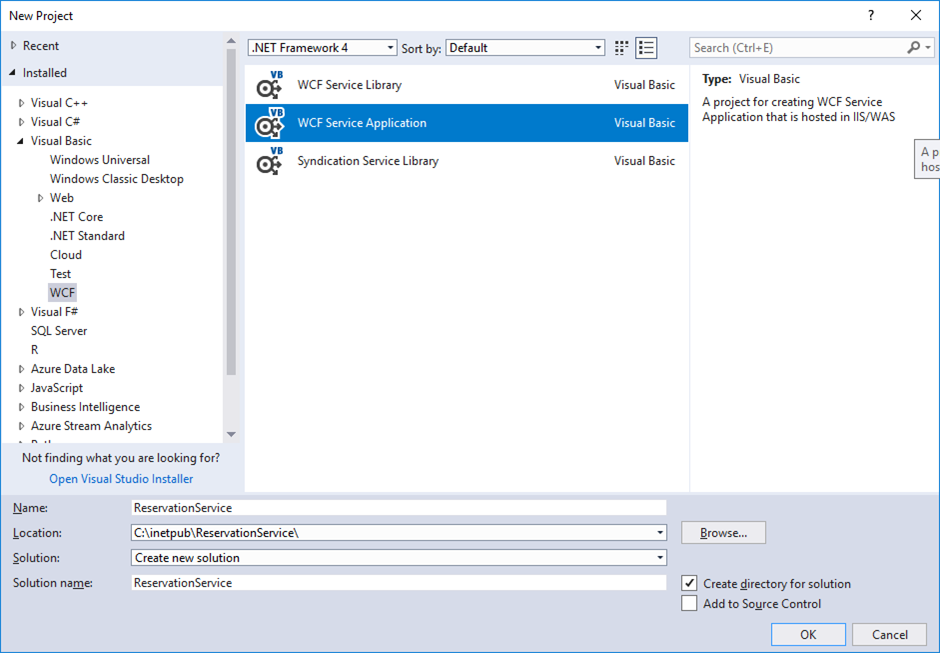 New Project
?
Recent
Installed
Visual C++
Visual C#
Visual Basic
Windows Universal
Windows Classic Desktop
Web
.NET Core
.NET Standard
Cloud
Test
WCF
Visual F#
SQL Server
R
Azure Data Lake
JavaScript
Business Intelligence
Azure Stream Analytics
Not finding what you are looking for?
Open Visual Studio Installer
.NET Framework 4 Sort by: Default
VB
WCF Service Library Visual Basic
VB
WCF Service Application Visual Basic
VB
Syndication Service Library Visual Basic
Search (Ctrl+E)
Type: Visual Basic
A project for creating WCF Service
Application that is hosted in IIS/WAS
A p
hos
Name: ReservationService
Location: C:\inetpub\ReservationService\ Browse...
Solution: Create new solution
Solution name: ReservationService
Create directory for solution
Add to Source Control
OK Cancel